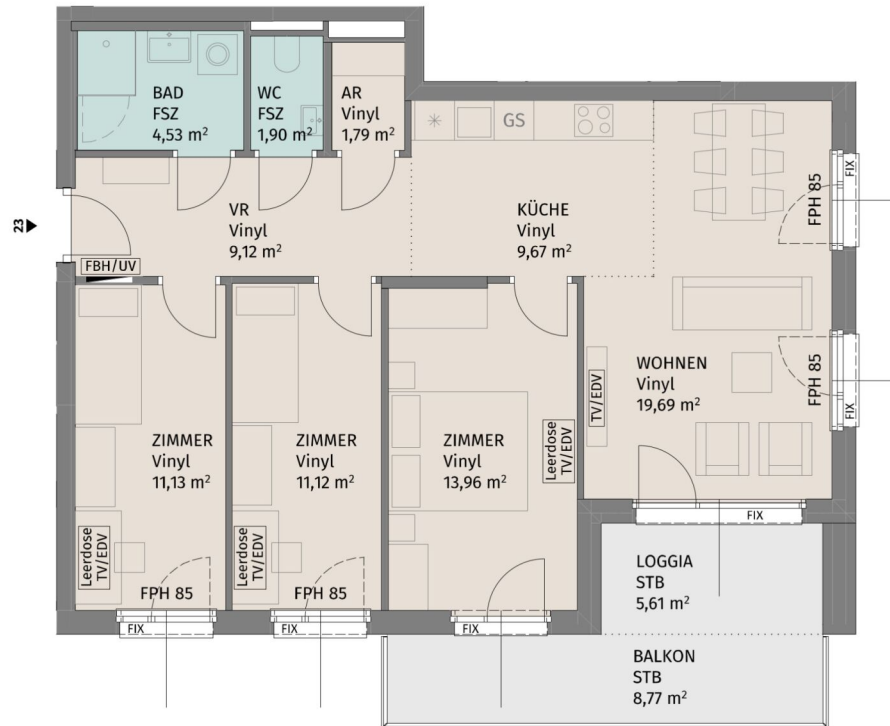 BAD
FSZ
4,53 m²
WC
FSZ
1,90 m²
AR
Vinyl
1,79 m²
GS
FIX
FPH 85
23
VR
Vinyl
9,12 m²
KÜCHE
Vinyl
9,67 m²
FBH/UV
WOHNEN
Vinyl
19,69 m²
TV/EDV
FPH 85
FIX
ZIMMER
Vinyl
11,13 m²
ZIMMER
Vinyl
11,12 m²
ZIMMER
Vinyl
13,96 m²
Leerdose
TV/EDV
Leerdose
TV/EDV
Leerdose
TV/EDV
FPH 85
FPH 85
FIX
FIX
FIX
FIX
LOGGIA
STB
5,61 m²
BALKON
STB
8,77 m²